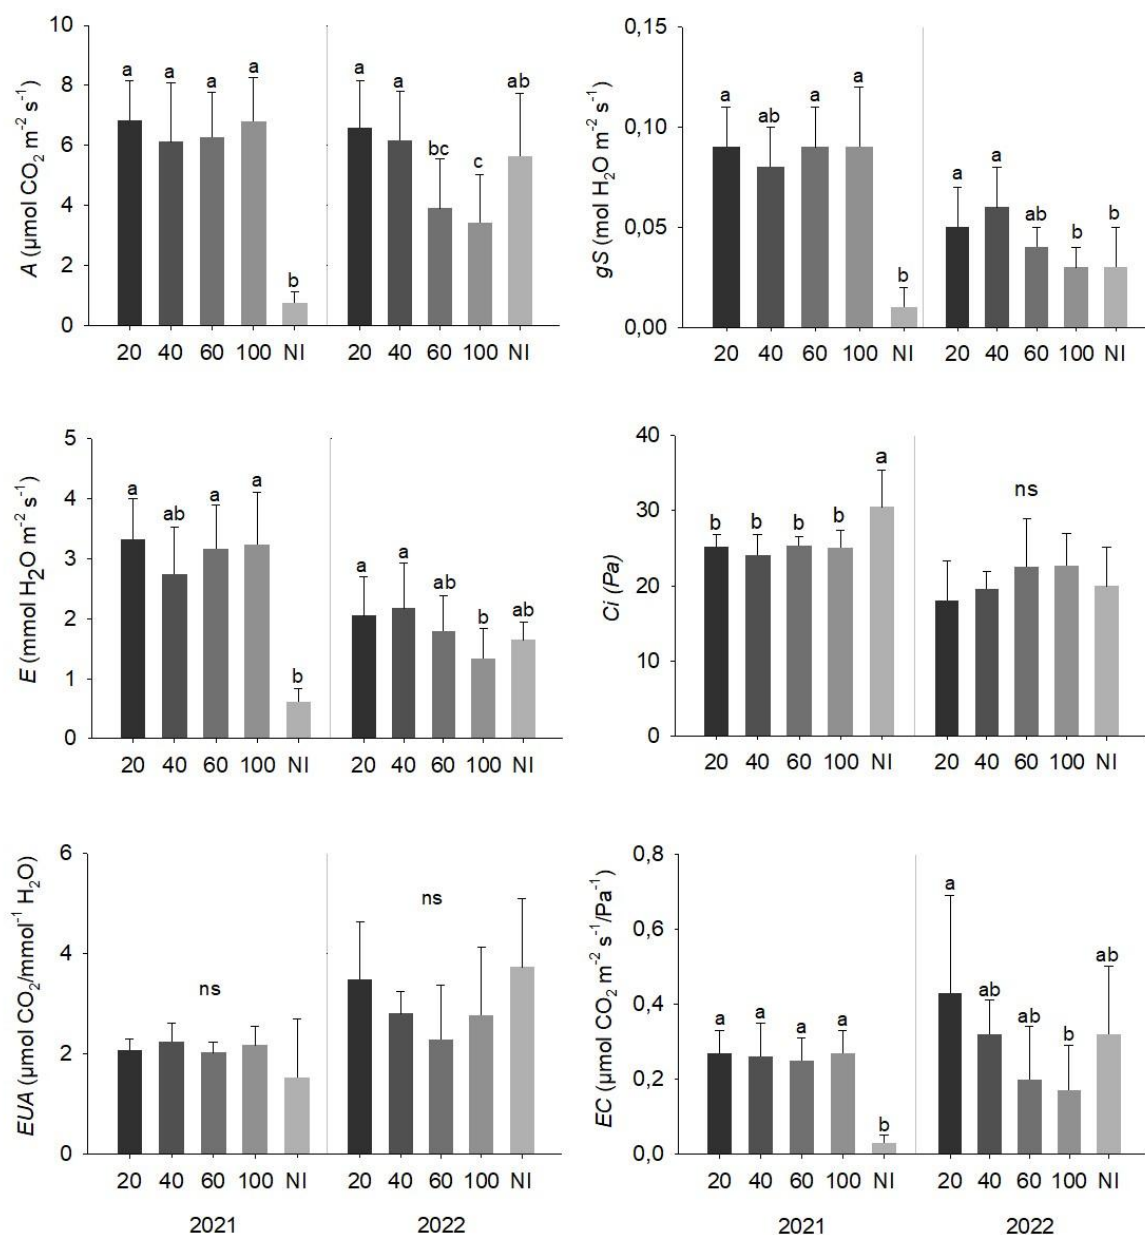 A (µmol CO₂ m⁻² s⁻¹)
10
8
6
4
2
0
a a a a b
a a bc c ab
20 40 60 100 NI 20 40 60 100 NI
gS (mol H₂O m⁻² s⁻¹)
0,15
0,10
0,05
0,00
a ab a a b
a a ab b b
20 40 60 100 NI 20 40 60 100 NI
E (mmol H₂O m⁻² s⁻¹)
5
4
3
2
1
0
a ab a a b
a a ab b ab
20 40 60 100 NI 20 40 60 100 NI
Ci (Pa)
40
30
20
10
0
b b b b a
ns
20 40 60 100 NI 20 40 60 100 NI
EUA (µmol CO₂/mmol⁻¹ H₂O)
6
4
2
0
ns
ns
20 40 60 100 NI 20 40 60 100 NI
2021 2022
EC (µmol CO₂ m⁻² s⁻¹/Pa⁻¹)
0,8
0,6
0,4
0,2
0,0
a a a a b
a ab ab b ab
20 40 60 100 NI 20 40 60 100 NI
2021 2022